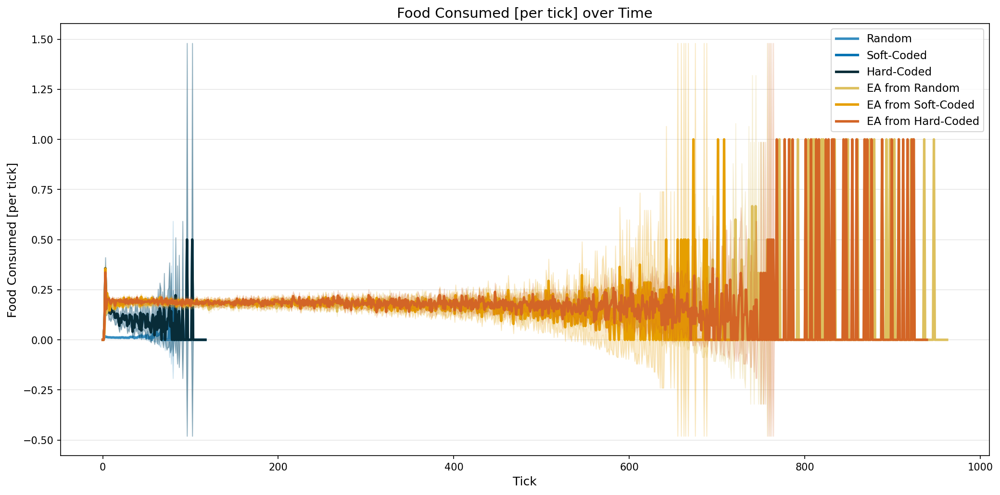 Food Consumed [per tick] over Time
Food Consumed [per tick]
1.50
1.25
1.00
0.75
0.50
0.25
0.00
−0.25
−0.50
Random
Soft-Coded
Hard-Coded
EA from Random
EA from Soft-Coded
EA from Hard-Coded
0
200
400
600
800
1000
Tick